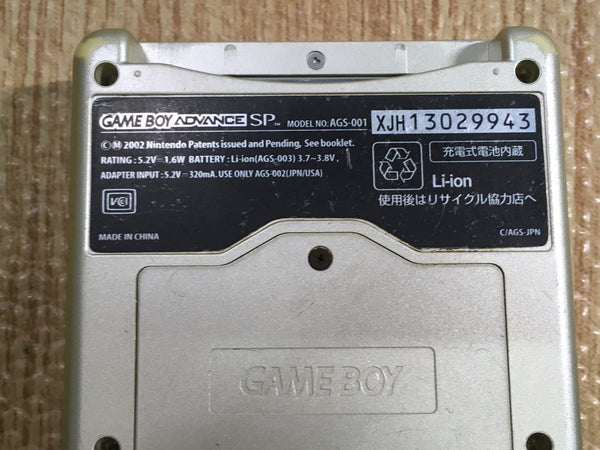 GAME BOY ADVANCE SP™ MODEL NO: AGS-001 XJH13029943
©Ⓜ 2002 Nintendo Patents issued and Pending, See booklet.
RATING : 5.2V⎓1.6W BATTERY : Li-ion(AGS-003) 3.7~3.8V,
ADAPTER INPUT : 5.2V⎓320mA. USE ONLY AGS-002(JPN/USA)
VCI
MADE IN CHINA
充電式電池内蔵
Li-ion
使用後はリサイクル協力店へ
C/AGS-JPN
GAME BOY